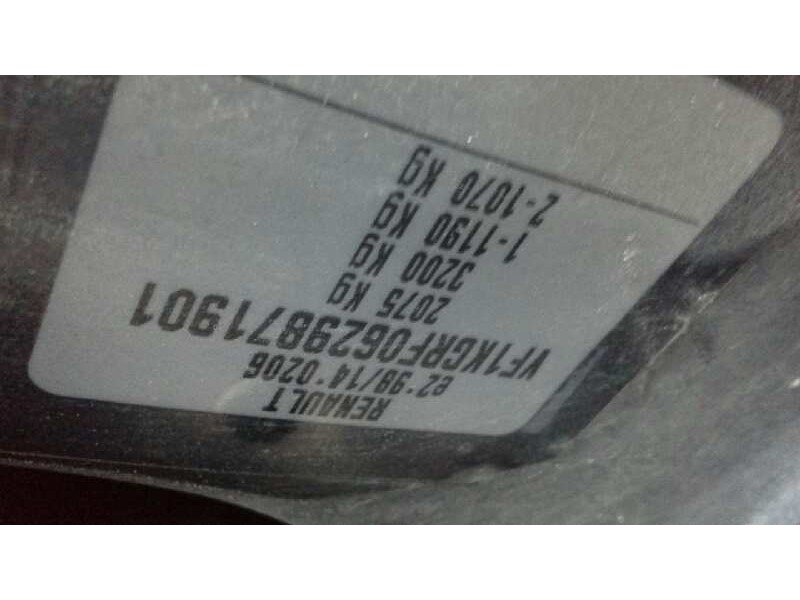 RENAULT
e2*98/14*0206
VF1KGRF0629871901
2075 Kg
3200 Kg
1-1190 Kg
2-1070 Kg